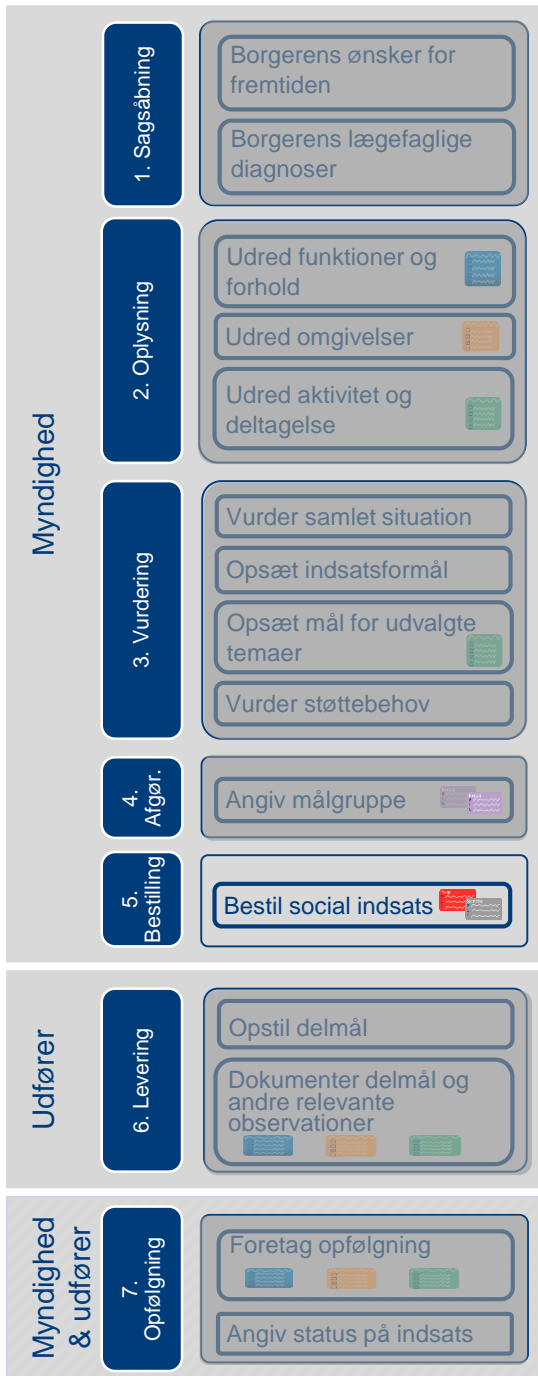 Myndighed
1. Sagsåbning
Borgerens ønsker for
fremtiden
Borgerens lægefaglige
diagnoser
2. Oplysning
Udred funktioner og
forhold
Udred omgivelser
Udred aktivitet og
deltagelse
3. Vurdering
Vurder samlet situation
Opsæt indsatsformål
Opsæt mål for udvalgte
temaer
Vurder støttebehov
4.
Afgør.
Angiv målgruppe
5.
Bestilling
Bestil social indsats
Udfører
6. Levering
Opstil delmål
Dokumenter delmål og
andre relevante
observationer
Myndighed
& udfører
7.
Opfølgning
Foretag opfølgning
Angiv status på indsats